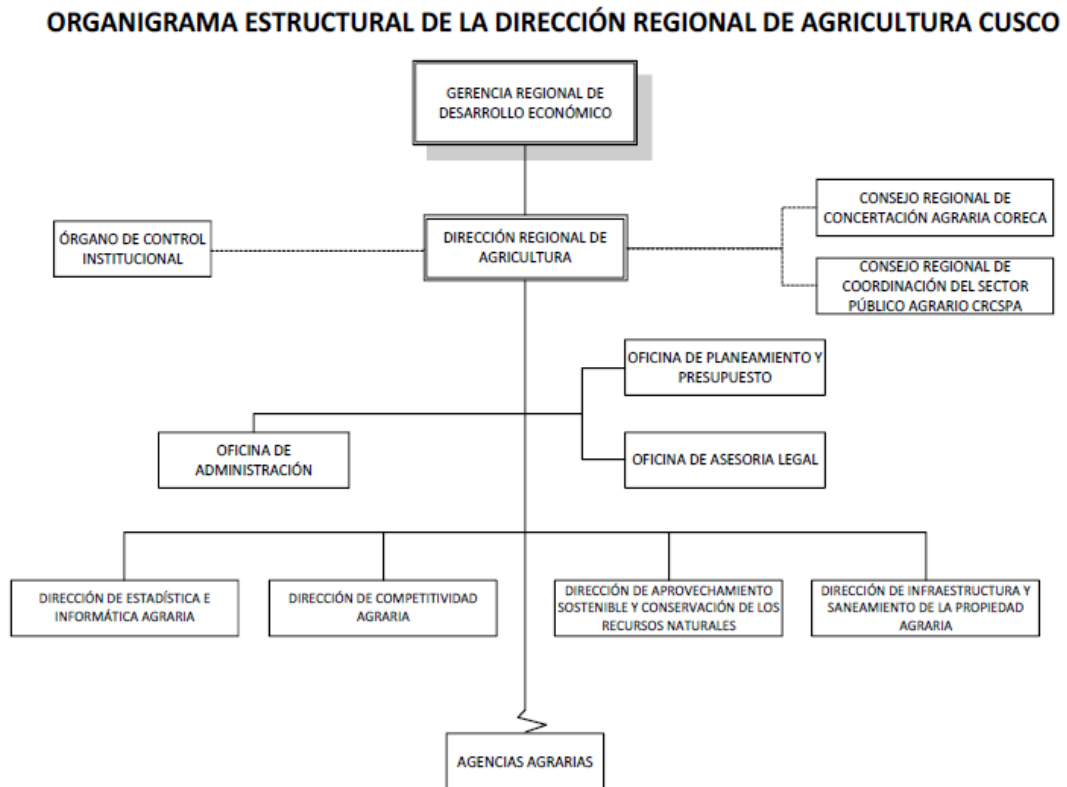 ORGANIGRAMA ESTRUCTURAL DE LA DIRECCIÓN REGIONAL DE AGRICULTURA CUSCO
GERENCIA REGIONAL DE
DESARROLLO ECONÓMICO
ÓRGANO DE CONTROL
INSTITUCIONAL
DIRECCIÓN REGIONAL DE
AGRICULTURA
CONSEJO REGIONAL DE
CONCERTACIÓN AGRARIA CORECA
CONSEJO REGIONAL DE
COORDINACIÓN DEL SECTOR
PÚBLICO AGRARIO CRCSPA
OFICINA DE PLANEAMIENTO Y
PRESUPUESTO
OFICINA DE
ADMINISTRACIÓN
OFICINA DE ASESORIA LEGAL
DIRECCIÓN DE ESTADÍSTICA E
INFORMÁTICA AGRARIA
DIRECCIÓN DE COMPETITIVIDAD
AGRARIA
DIRECCIÓN DE APROVECHAMIENTO
SOSTENIBLE Y CONSERVACIÓN DE LOS
RECURSOS NATURALES
DIRECCIÓN DE INFRAESTRUCTURA Y
SANEAMIENTO DE LA PROPIEDAD
AGRARIA
AGENCIAS AGRARIAS